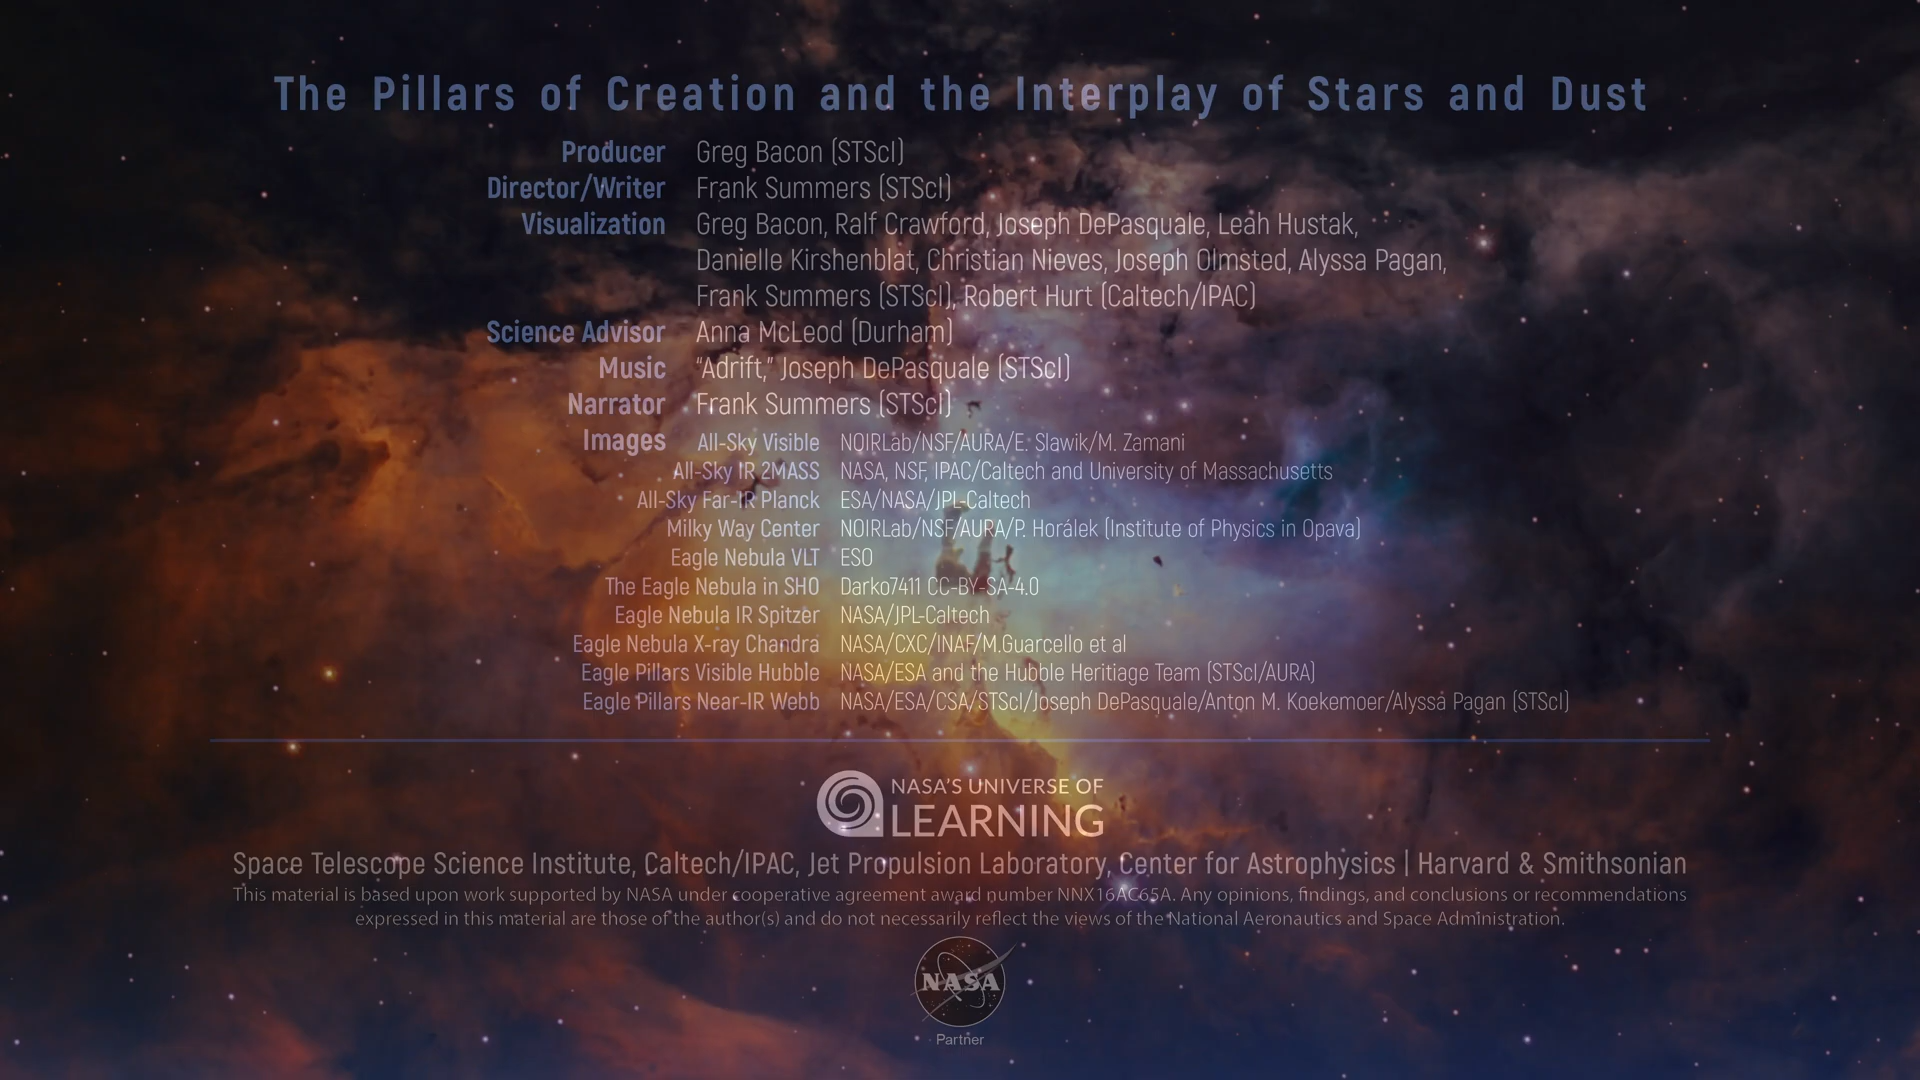 The Pillars of Creation and the Interplay of Stars and Dust
Producer Greg Bacon (STScI)
Director/Writer Frank Summers (STScI)
Visualization Greg Bacon, Ralf Crawford, Joseph DePasquale, Leah Hustak,
Danielle Kirshenblat, Christian Nieves, Joseph Olmsted, Alyssa Pagan,
Frank Summers (STScI), Robert Hurt (Caltech/IPAC)
Science Advisor Anna McLeod (Durham)
Music “Adrift,” Joseph DePasquale (STScI)
Narrator Frank Summers (STScI)
Images All-Sky Visible NOIRLab/NSF/AURA/E. Slawik/M. Zamani
All-Sky IR 2MASS NASA, NSF, IPAC/Caltech and University of Massachusetts
All-Sky Far-IR Planck ESA/NASA/JPL-Caltech
Milky Way Center NOIRLab/NSF/AURA/P. Horálek (Institute of Physics in Opava)
Eagle Nebula VLT ESO
The Eagle Nebula in SHO Darko7411 CC-BY-SA-4.0
Eagle Nebula IR Spitzer NASA/JPL-Caltech
Eagle Nebula X-ray Chandra NASA/CXC/INAF/M.Guarcello et al
Eagle Pillars Visible Hubble NASA/ESA and the Hubble Heritiage Team (STScI/AURA)
Eagle Pillars Near-IR Webb NASA/ESA/CSA/STScI/Joseph DePasquale/Anton M. Koekemoer/Alyssa Pagan (STScI)
NASA'S UNIVERSE OF
LEARNING
Space Telescope Science Institute, Caltech/IPAC, Jet Propulsion Laboratory, Center for Astrophysics | Harvard & Smithsonian
This material is based upon work supported by NASA under cooperative agreement award number NNX16AC65A. Any opinions, findings, and conclusions or recommendations
expressed in this material are those of the author(s) and do not necessarily reflect the views of the National Aeronautics and Space Administration.
NASA
Partner